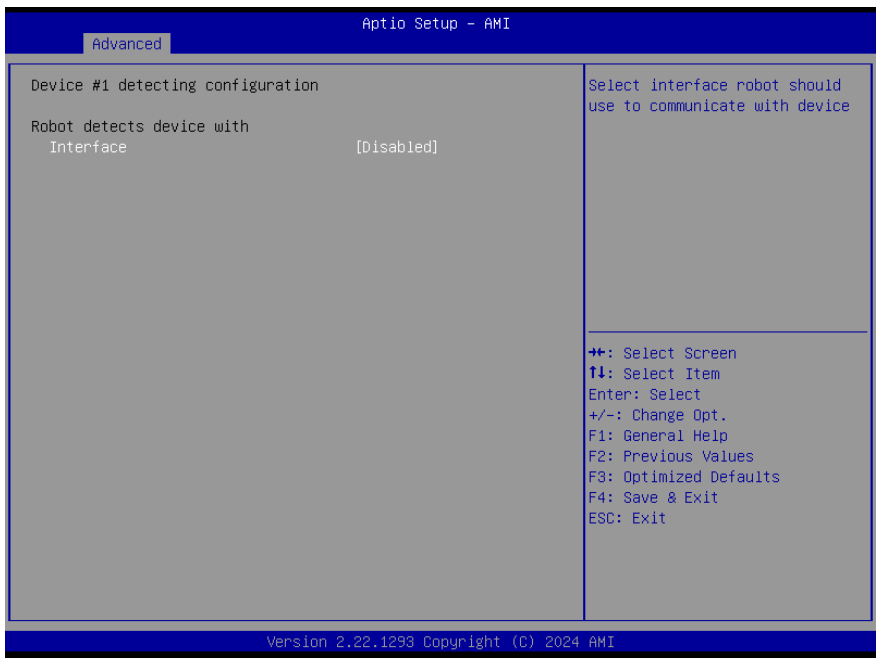 Aptio Setup – AMI
Advanced
Device #1 detecting configuration
Robot detects device with
Interface [Disabled]
Select interface robot should
use to communicate with device
→←: Select Screen
↑↓: Select Item
Enter: Select
+/-: Change Opt.
F1: General Help
F2: Previous Values
F3: Optimized Defaults
F4: Save & Exit
ESC: Exit
Version 2.22.1293 Copyright (C) 2024 AMI